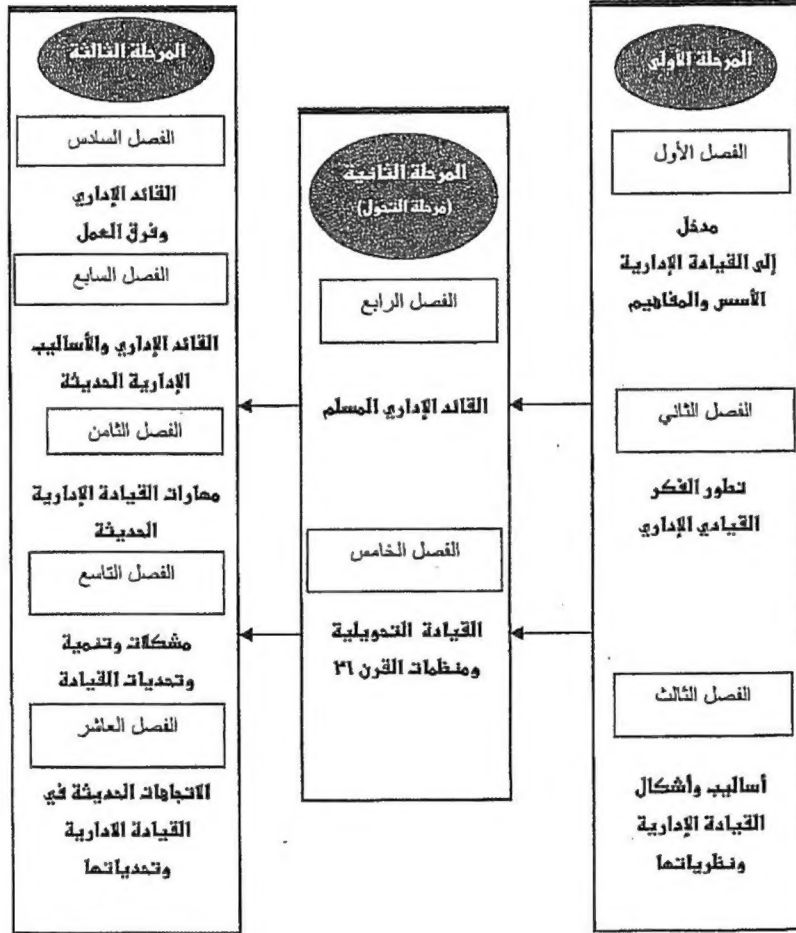 المرحلة الأولى
الفصل الأول
مدخل
إلى القيادة الإدارية
الأسس والمفاهيم
الفصل الثاني
تطور الفكر
القيادي الإداري
الفصل الثالث
أساليب وأشكال
القيادة الإدارية
ونظرياتها
المرحلة الثانية
(مرحلة التحول)
الفصل الرابع
القائد الإداري المسلم
الفصل الخامس
القيادة التحويلية
ومنظمات القرن ٢١
المرحلة الثالثة
الفصل السادس
القائد الإداري
وفرق العمل
الفصل السابع
القائد الإداري والأساليب
الإدارية الحديثة
الفصل الثامن
مهارات القيادة الإدارية
الحديثة
الفصل التاسع
مشكلات وتنمية
وتحديات القيادة
الفصل العاشر
الاتجاهات الحديثة في
القيادة الادارية
وتحدياتها